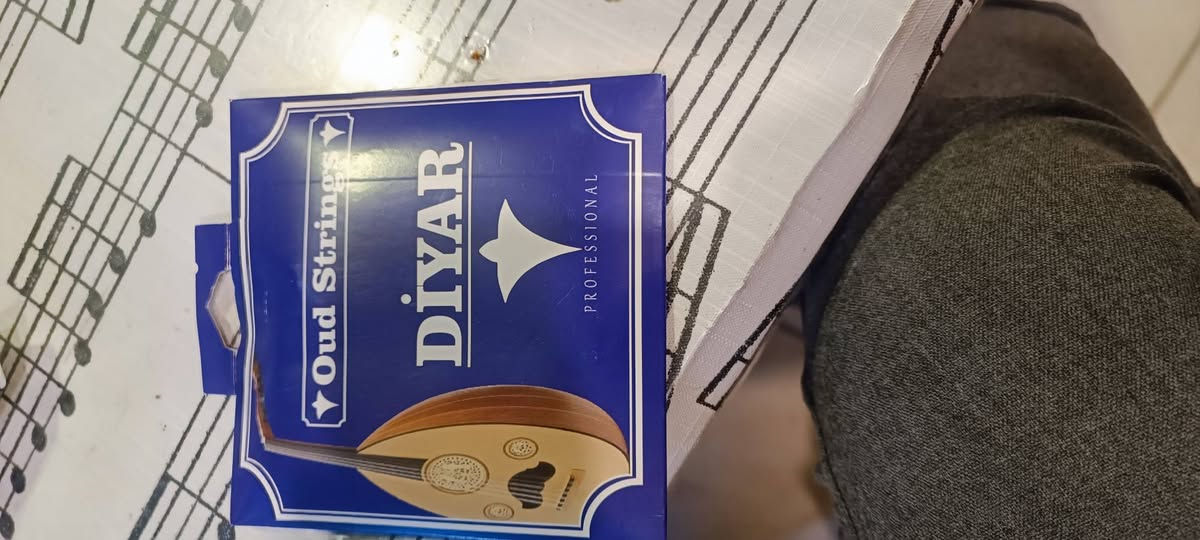 Oud Strings
DİYAR
PROFESSIONAL